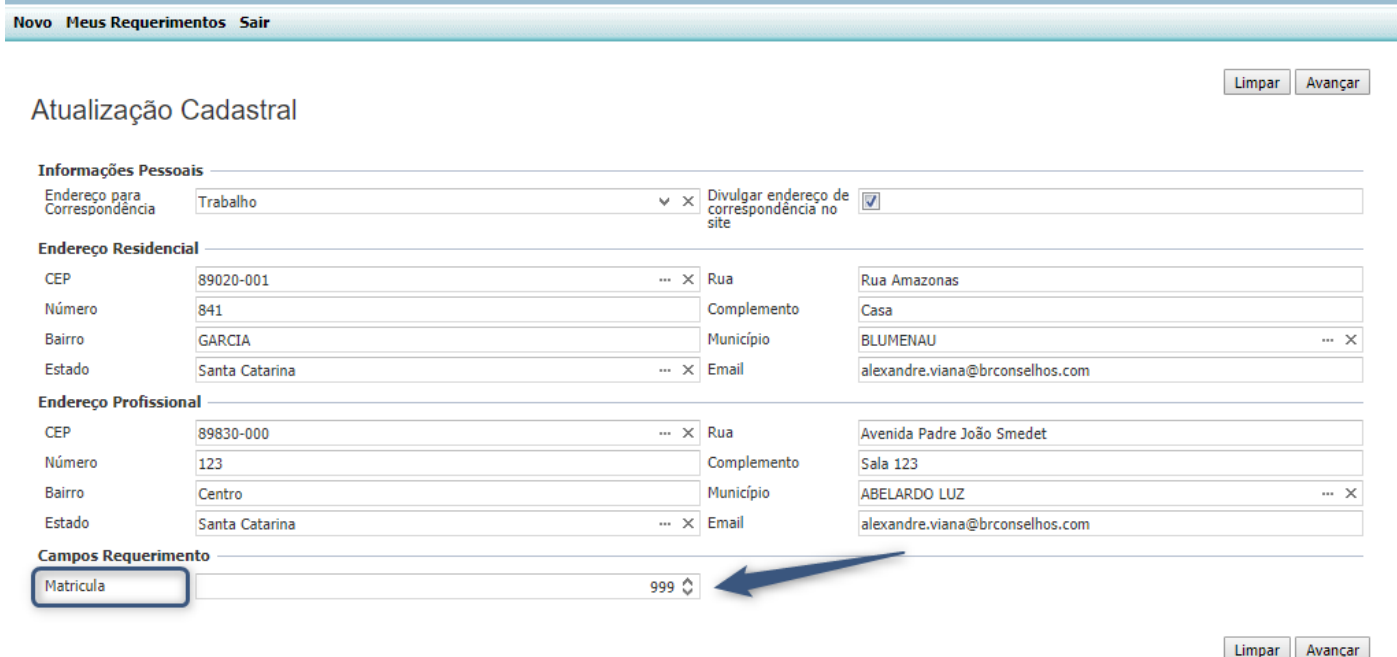 Novo Meus Requerimentos Sair
Limpar Avançar
Atualização Cadastral
Informações Pessoais
Endereço para
Correspondência
Trabalho
Divulgar endereço de
correspondência no
site
Endereço Residencial
CEP 89020-001 Rua Rua Amazonas
Número 841 Complemento Casa
Bairro GARCIA Município BLUMENAU
Estado Santa Catarina Email alexandre.viana@brconselhos.com
Endereço Profissional
CEP 89830-000 Rua Avenida Padre João Smedet
Número 123 Complemento Sala 123
Bairro Centro Município ABELARDO LUZ
Estado Santa Catarina Email alexandre.viana@brconselhos.com
Campos Requerimento
Matricula 999
Limpar Avançar